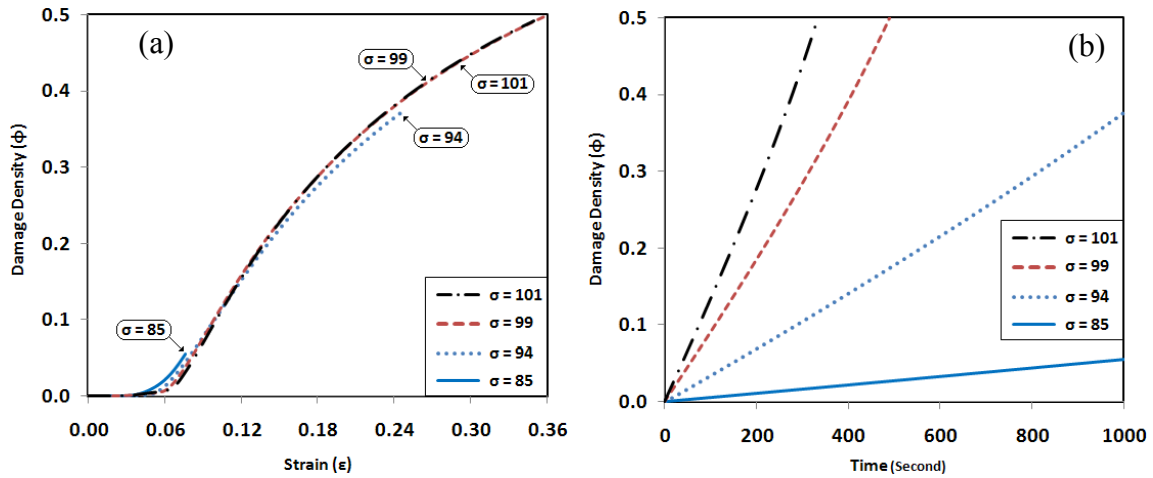 (a)
0.5
0.4
0.3
0.2
0.1
0.0
Damage Density (ϕ)
σ = 99
σ = 101
σ = 94
σ = 85
σ = 101
σ = 99
σ = 94
σ = 85
0.00 0.06 0.12 0.18 0.24 0.30 0.36
Strain (ε)
(b)
0.5
0.4
0.3
0.2
0.1
0.0
Damage Density (ϕ)
σ = 101
σ = 99
σ = 94
σ = 85
0 200 400 600 800 1000
Time (Second)